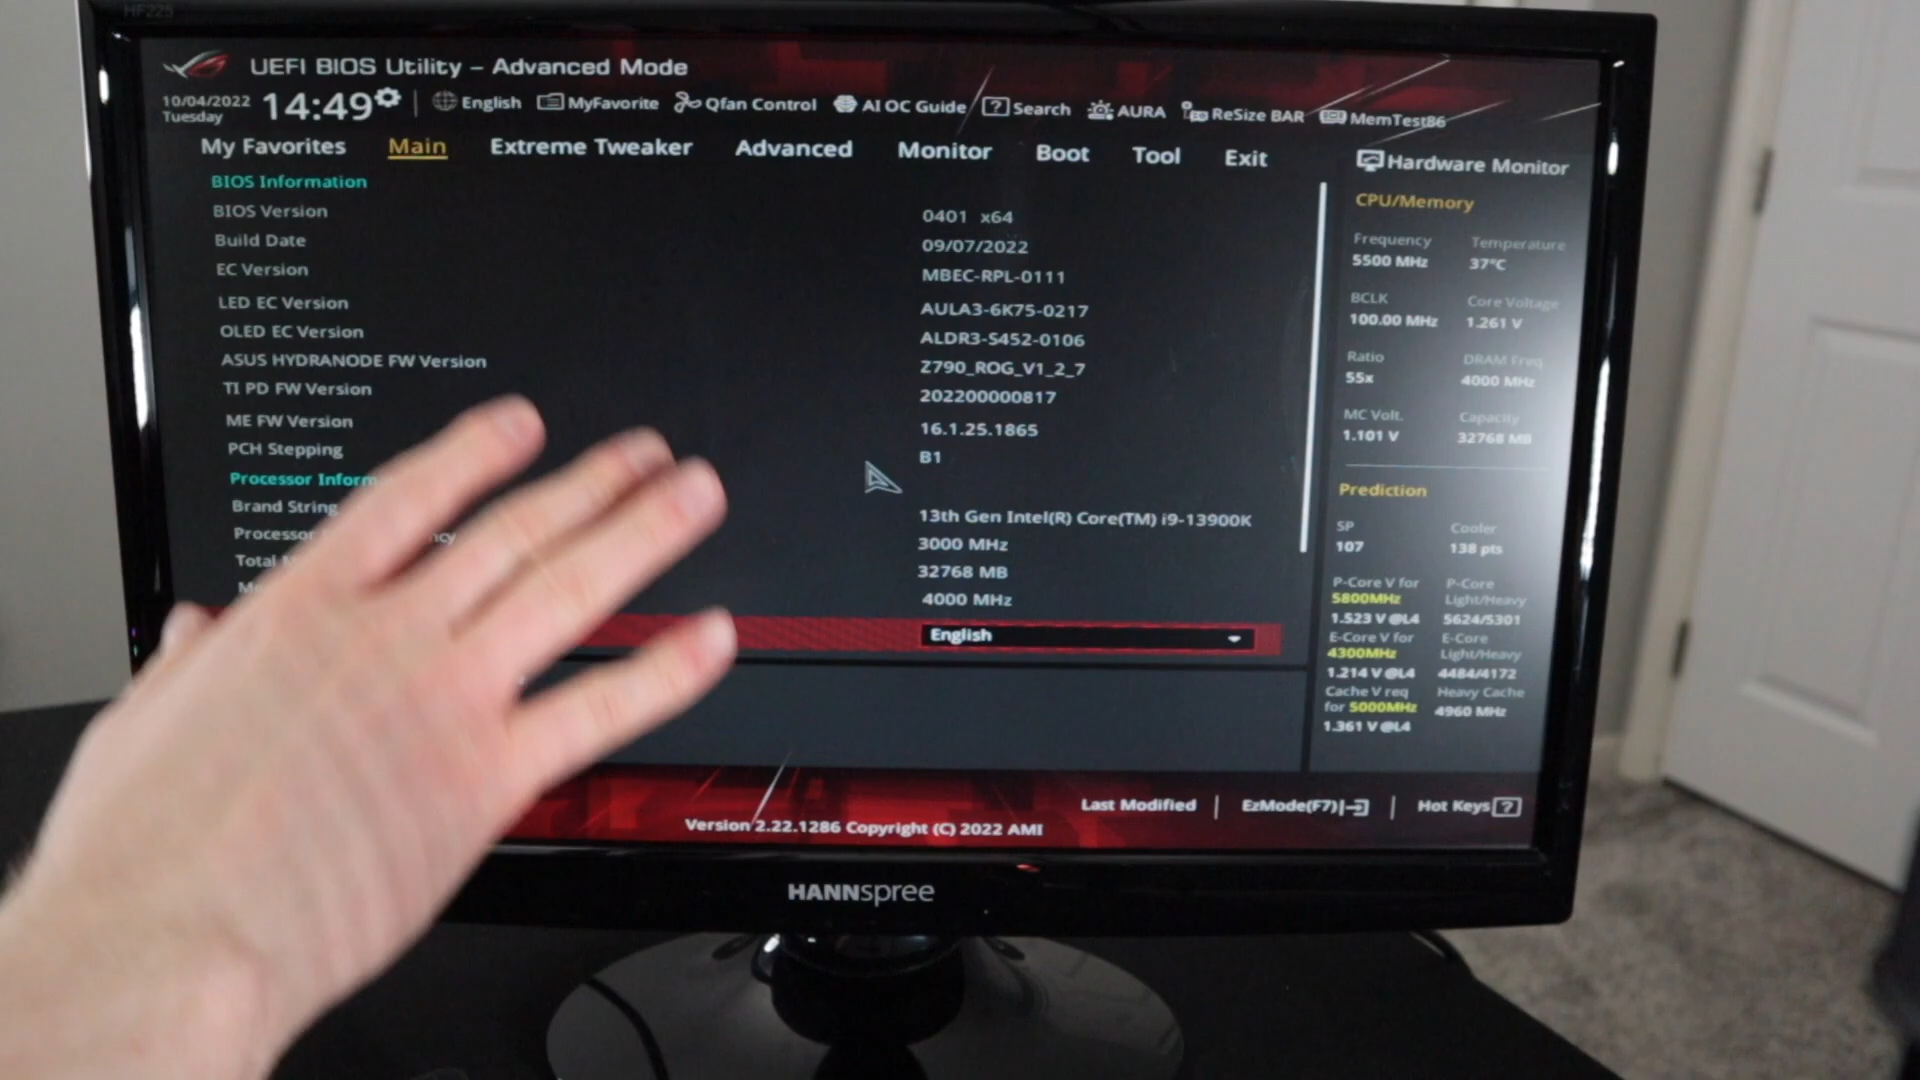 HF225
UEFI BIOS Utility – Advanced Mode
10/04/2022
Tuesday
14:49
English
MyFavorite
Qfan Control
AI OC Guide
Search
AURA
ReSize BAR
MemTest86
My Favorites Main Extreme Tweaker Advanced Monitor Boot Tool Exit
BIOS Information
BIOS Version 0401 x64
Build Date 09/07/2022
EC Version MBEC-RPL-0111
LED EC Version AULA3-6K75-0217
OLED EC Version ALDR3-S452-0106
ASUS HYDRANODE FW Version Z790_ROG_V1_2_7
TI PD FW Version 202200000817
ME FW Version 16.1.25.1865
PCH Stepping B1
Processor
Brand String 13th Gen Intel(R) Core(TM) i9-13900K
Processor 3000 MHz
Total 32768 MB
4000 MHz
English
Hardware Monitor
CPU/Memory
Frequency Temperature
5500 MHz 37°C
BCLK Core Voltage
100.00 MHz 1.261 V
Ratio DRAM Freq
55x 4000 MHz
MC Volt. Capacity
1.101 V 32768 MB
Prediction
SP Cooler
107 138 pts
P-Core V for P-Core
5800MHz Light/Heavy
1.523 V @L4 5624/5301
E-Core V for E-Core
4300MHz Light/Heavy
1.214 V @L4 4484/4172
Cache V req Heavy Cache
for 5000MHz 4960 MHz
1.361 V @L4
Last Modified EzMode(F7) Hot Keys ?
Version 2.22.1286 Copyright (C) 2022 AMI
HANNspree